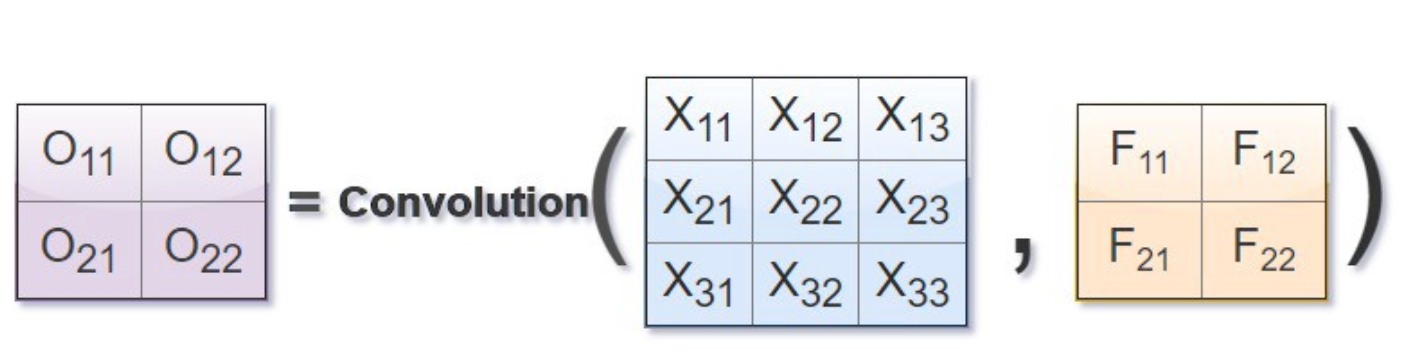 O11 O12
O21 O22
= Convolution(
X11 X12 X13
X21 X22 X23
X31 X32 X33
,
F11 F12
F21 F22
)